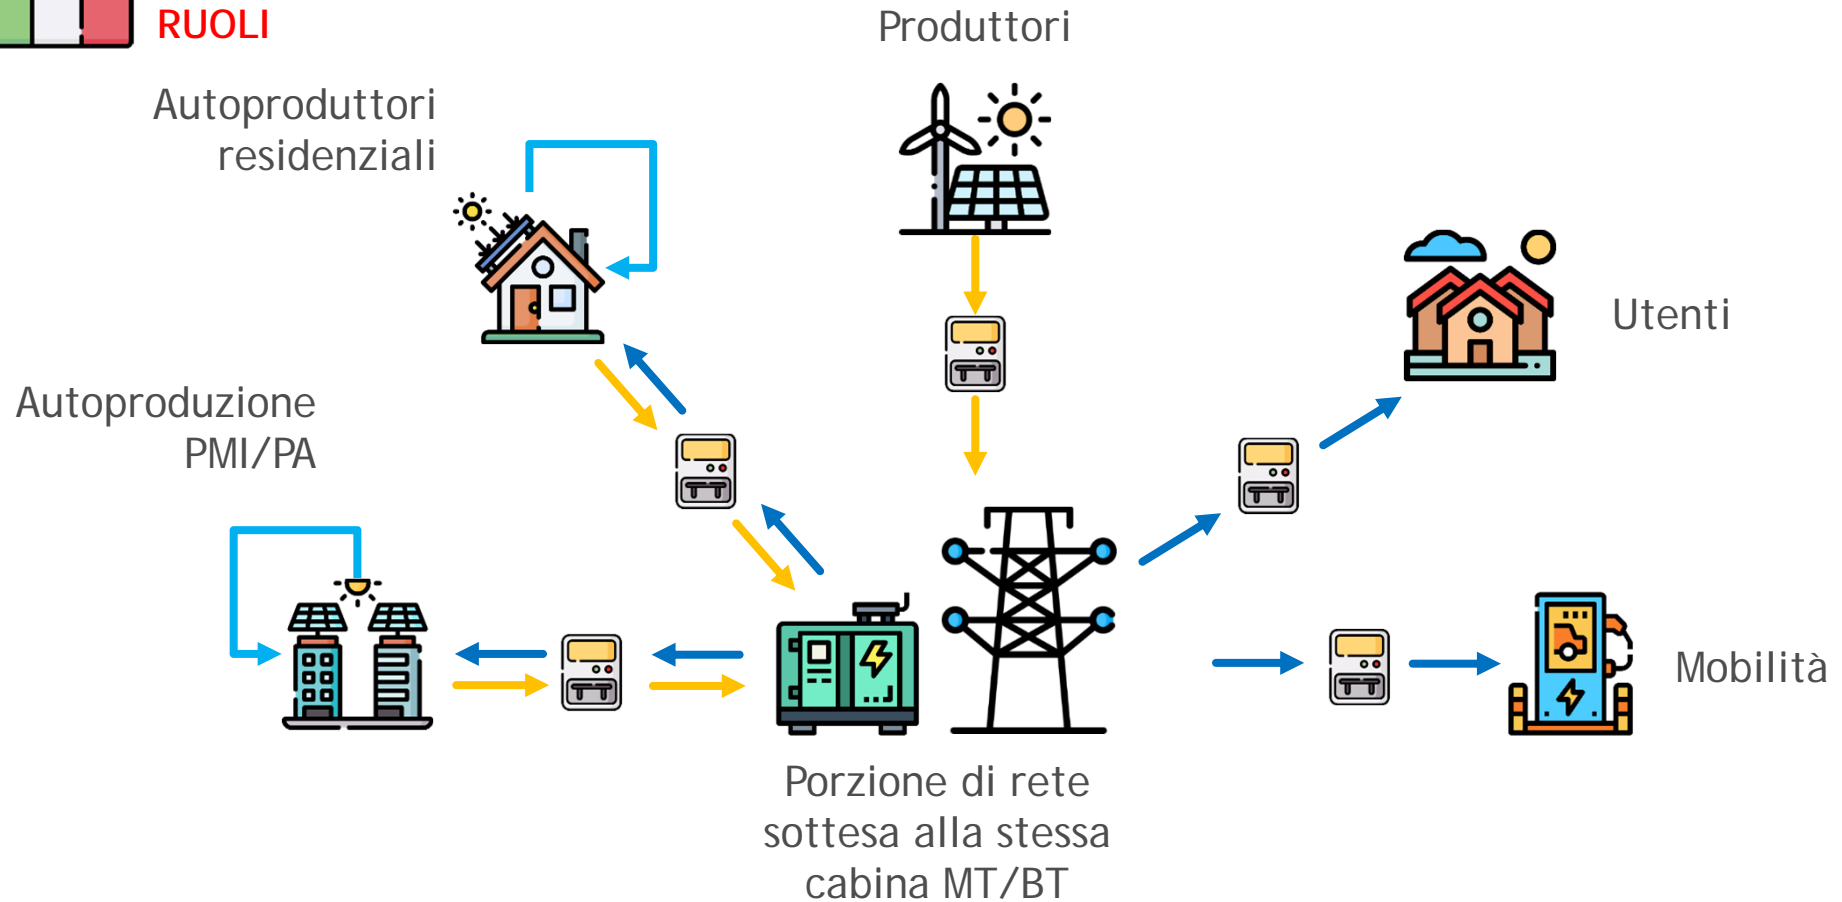 RUOLI
Produttori
Autoproduttori
residenziali
Utenti
Autoproduzione
PMI/PA
Mobilità
Porzione di rete
sottesa alla stessa
cabina MT/BT